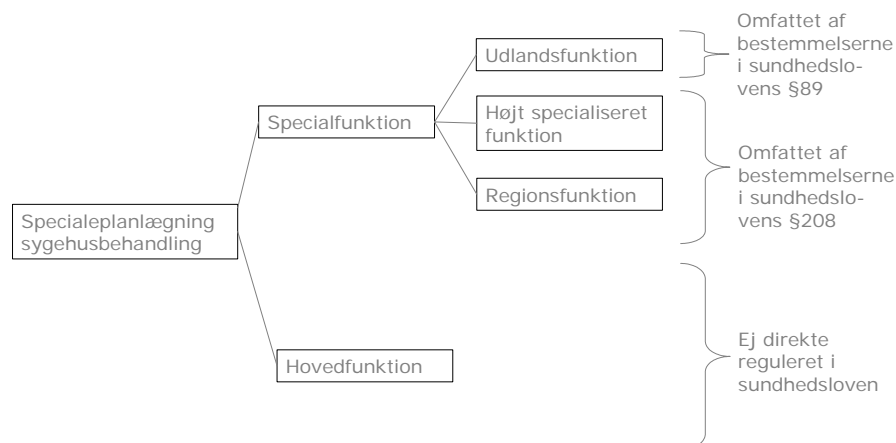 Specialeplanlægning
sygehusbehandling
Specialfunktion
Udlandsfunktion
Højt specialiseret
funktion
Regionsfunktion
Hovedfunktion
Omfattet af
bestemmelserne
i sundhedslo-
vens §89
Omfattet af
bestemmelserne
i sundhedslo-
vens §208
Ej direkte
reguleret i
sundhedsloven